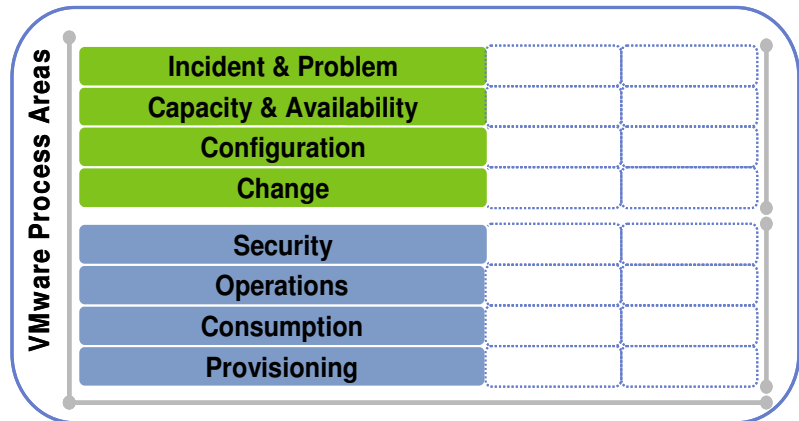 VMware Process Areas
Incident & Problem
Capacity & Availability
Configuration
Change
Security
Operations
Consumption
Provisioning